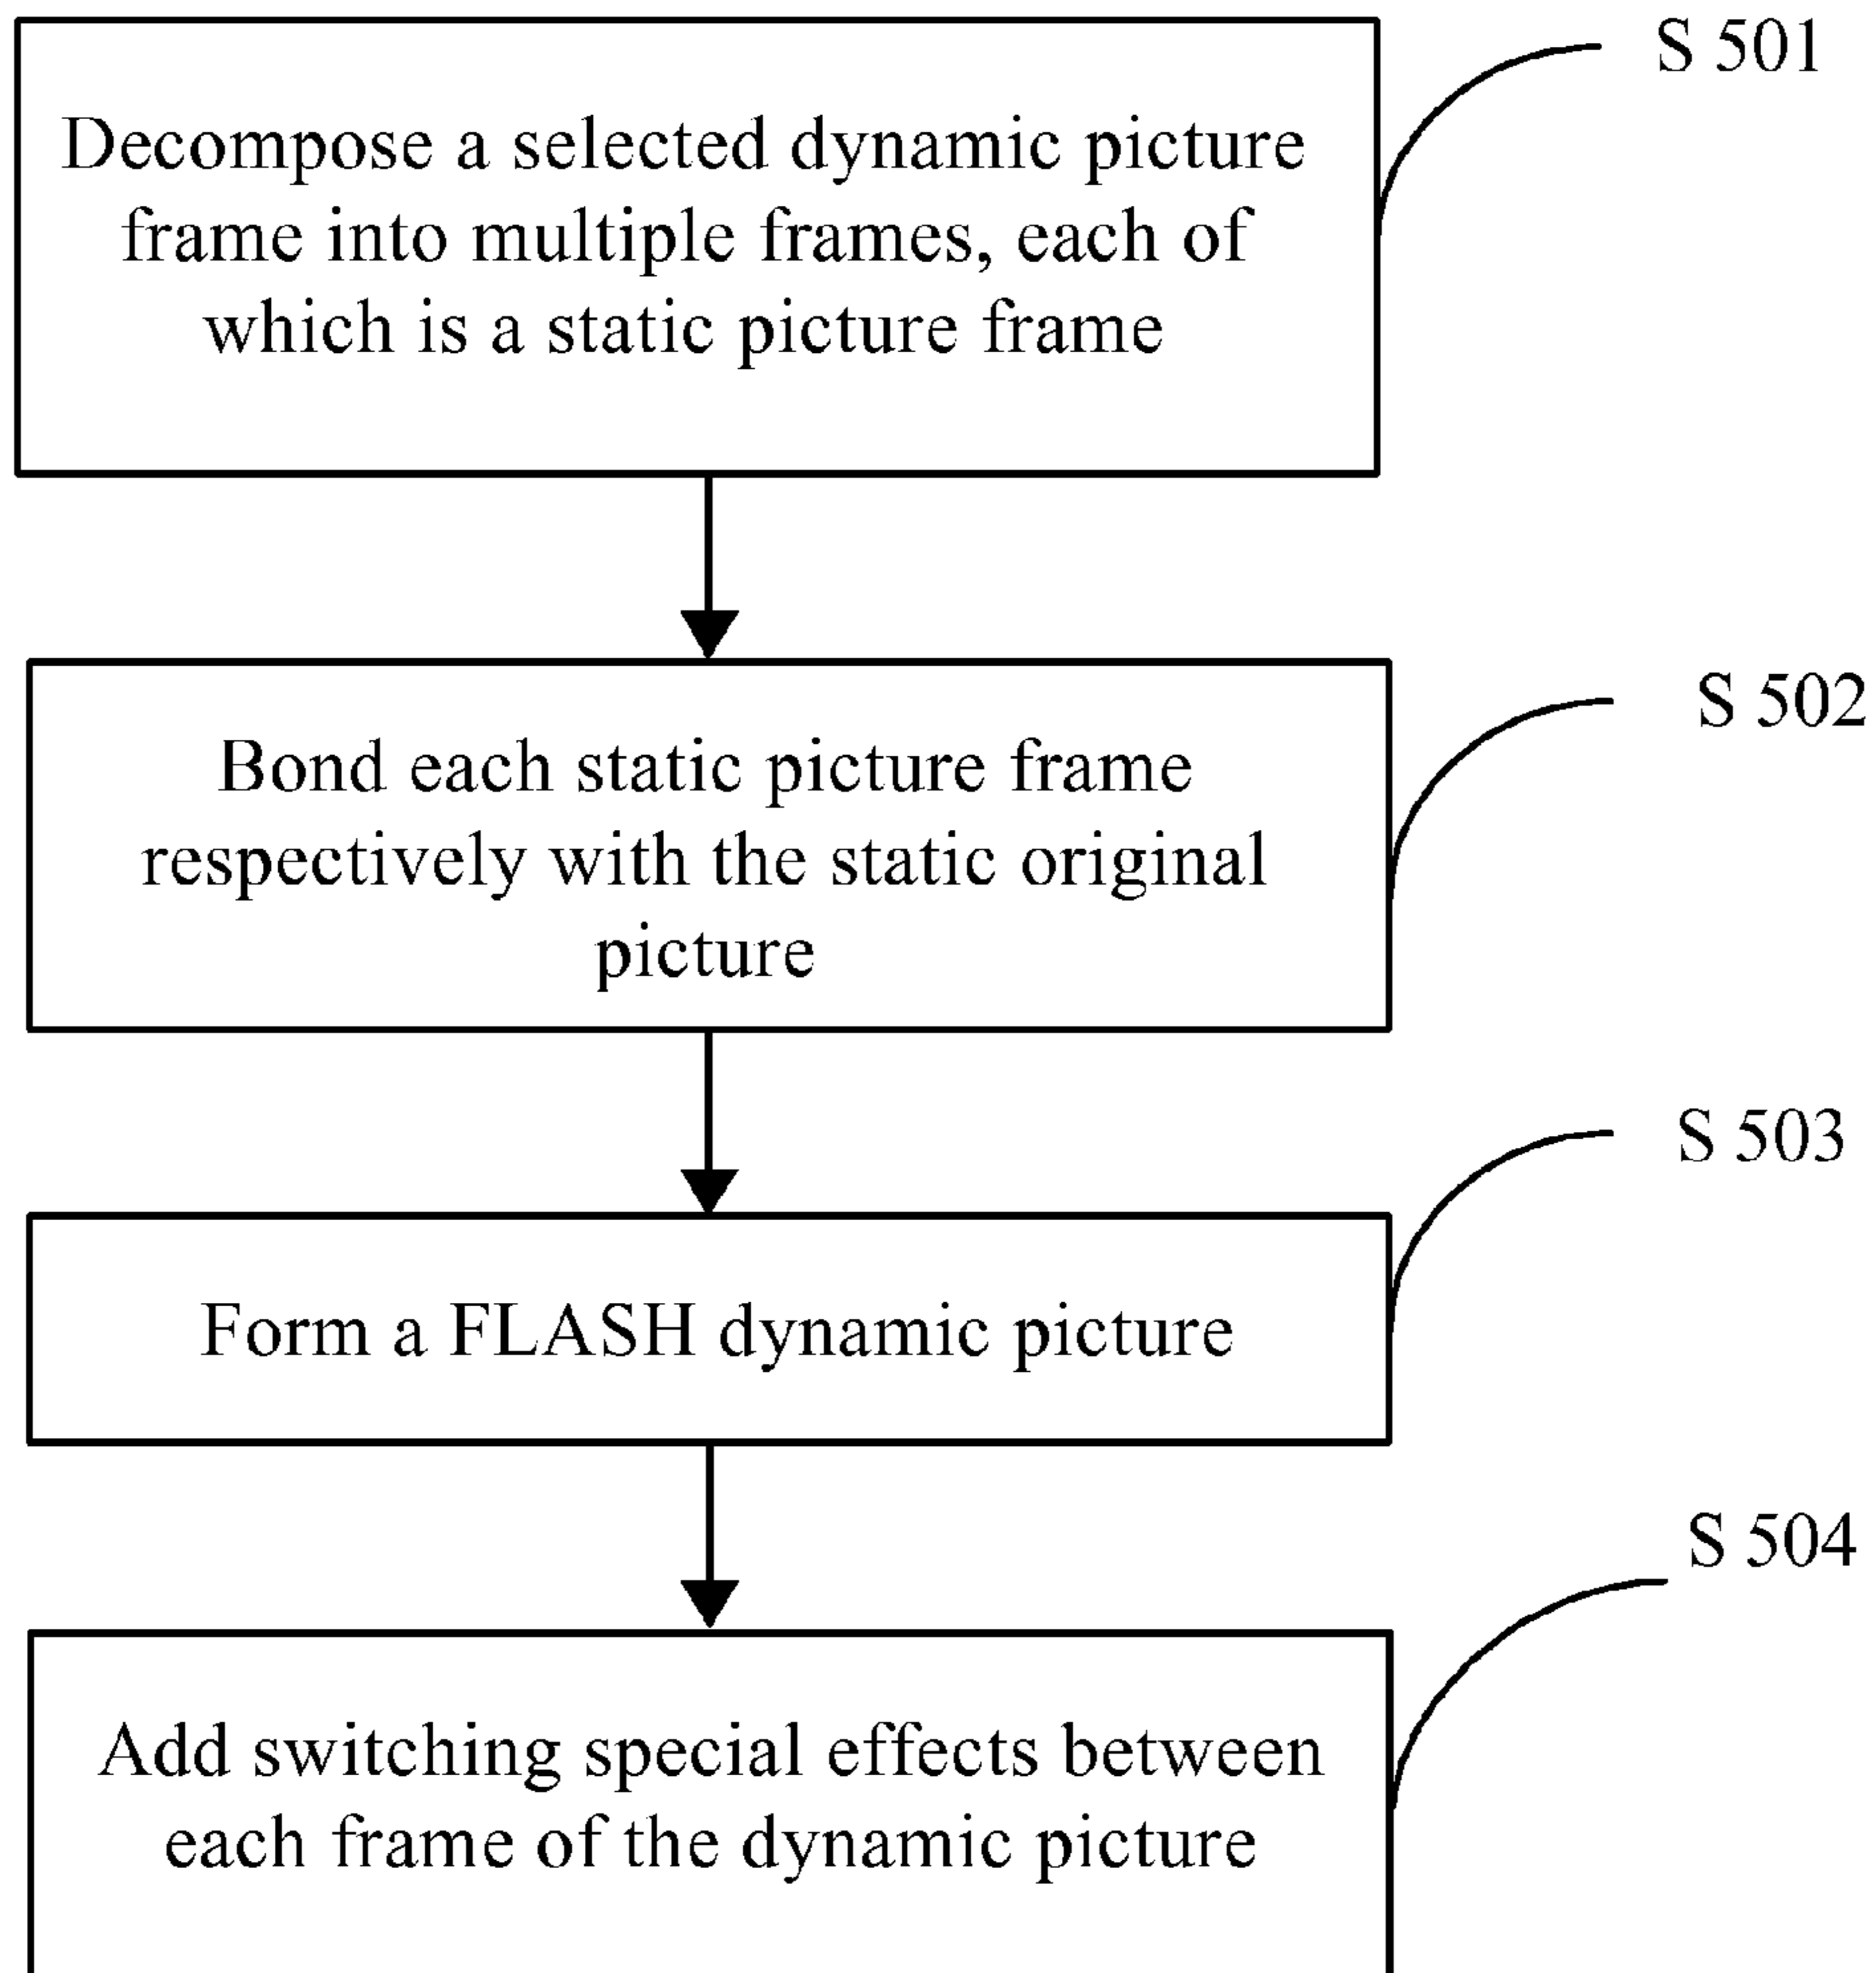 S 501
Decompose a selected dynamic picture
frame into multiple frames, each of
which is a static picture frame
S 502
Bond each static picture frame
respectively with the static original
picture
S 503
Form a FLASH dynamic picture
S 504
Add switching special effects between
each frame of the dynamic picture